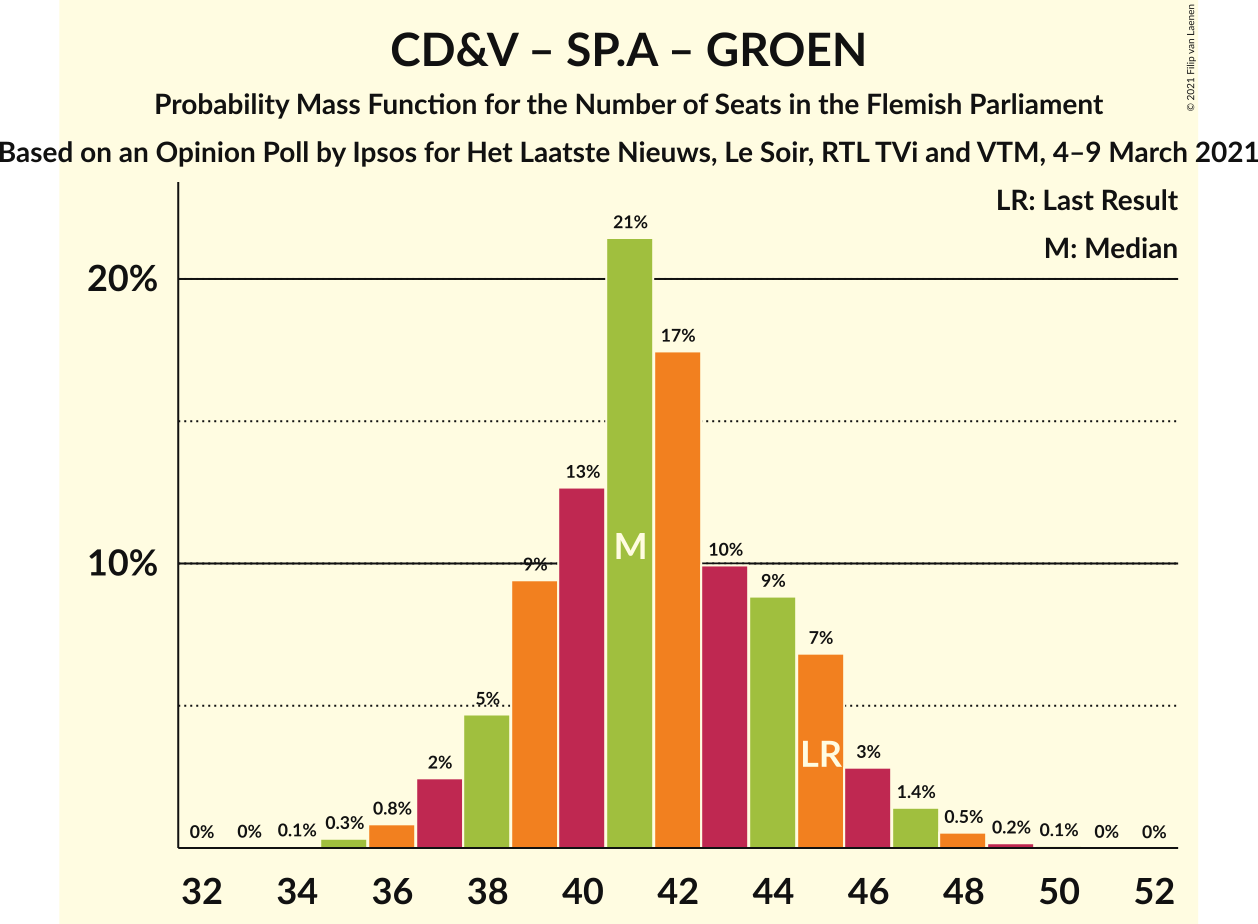 CD&V – SP.A – GROEN
© 2021 Filip van Laenen
Probability Mass Function for the Number of Seats in the Flemish Parliament
Based on an Opinion Poll by Ipsos for Het Laatste Nieuws, Le Soir, RTL TVi and VTM, 4–9 March 2021
LR: Last Result
M: Median
20%
10%
0% 0% 0.1% 0.3% 0.8% 2% 5% 9% 13% 21% 17% 10% 9% 7% 3% 1.4% 0.5% 0.2% 0.1% 0% 0%
M
LR
32 34 36 38 40 42 44 46 48 50 52